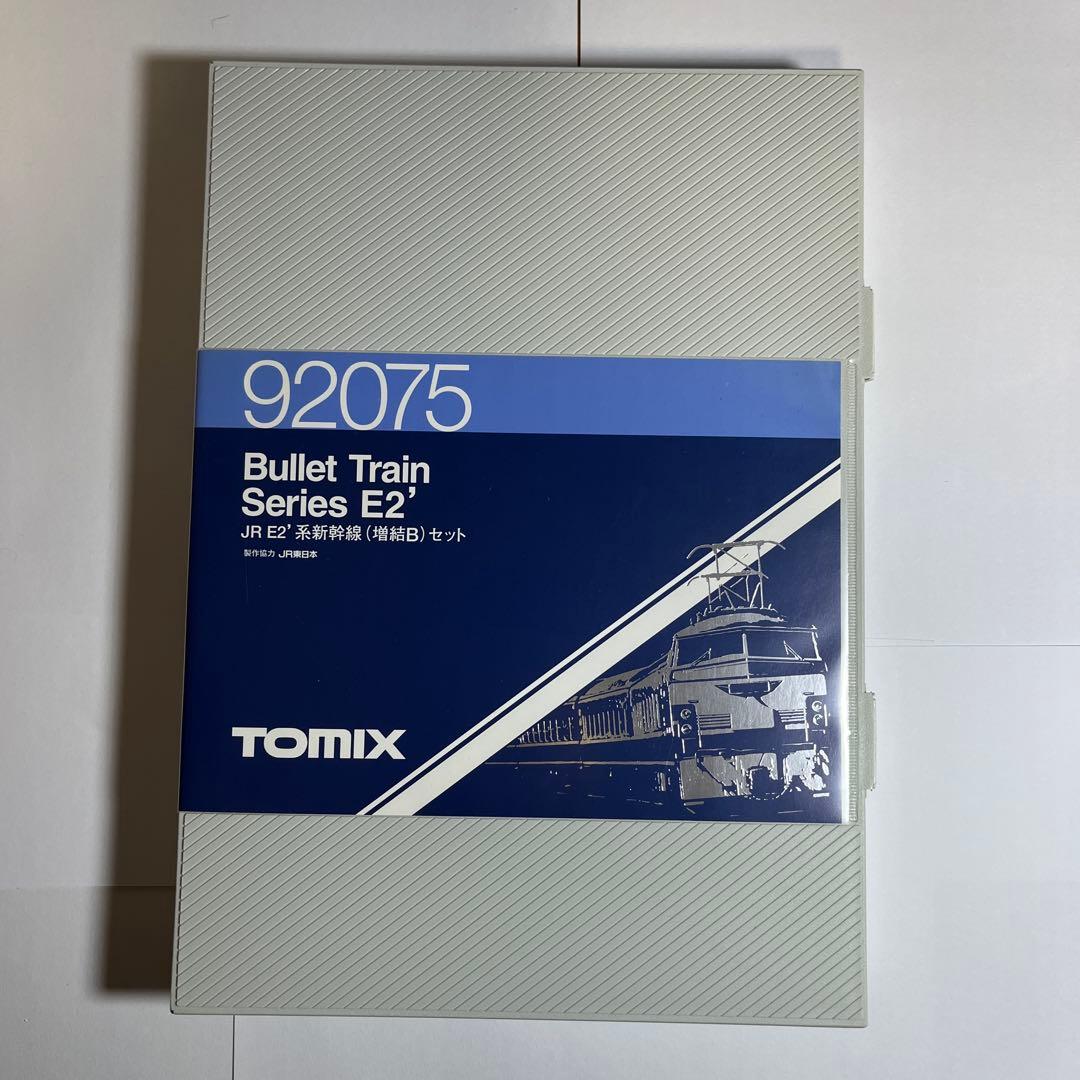 92075
Bullet Train
Series E2’
JR E2’系新幹線(増結B)セット
製作協力 JR東日本
TOMIX